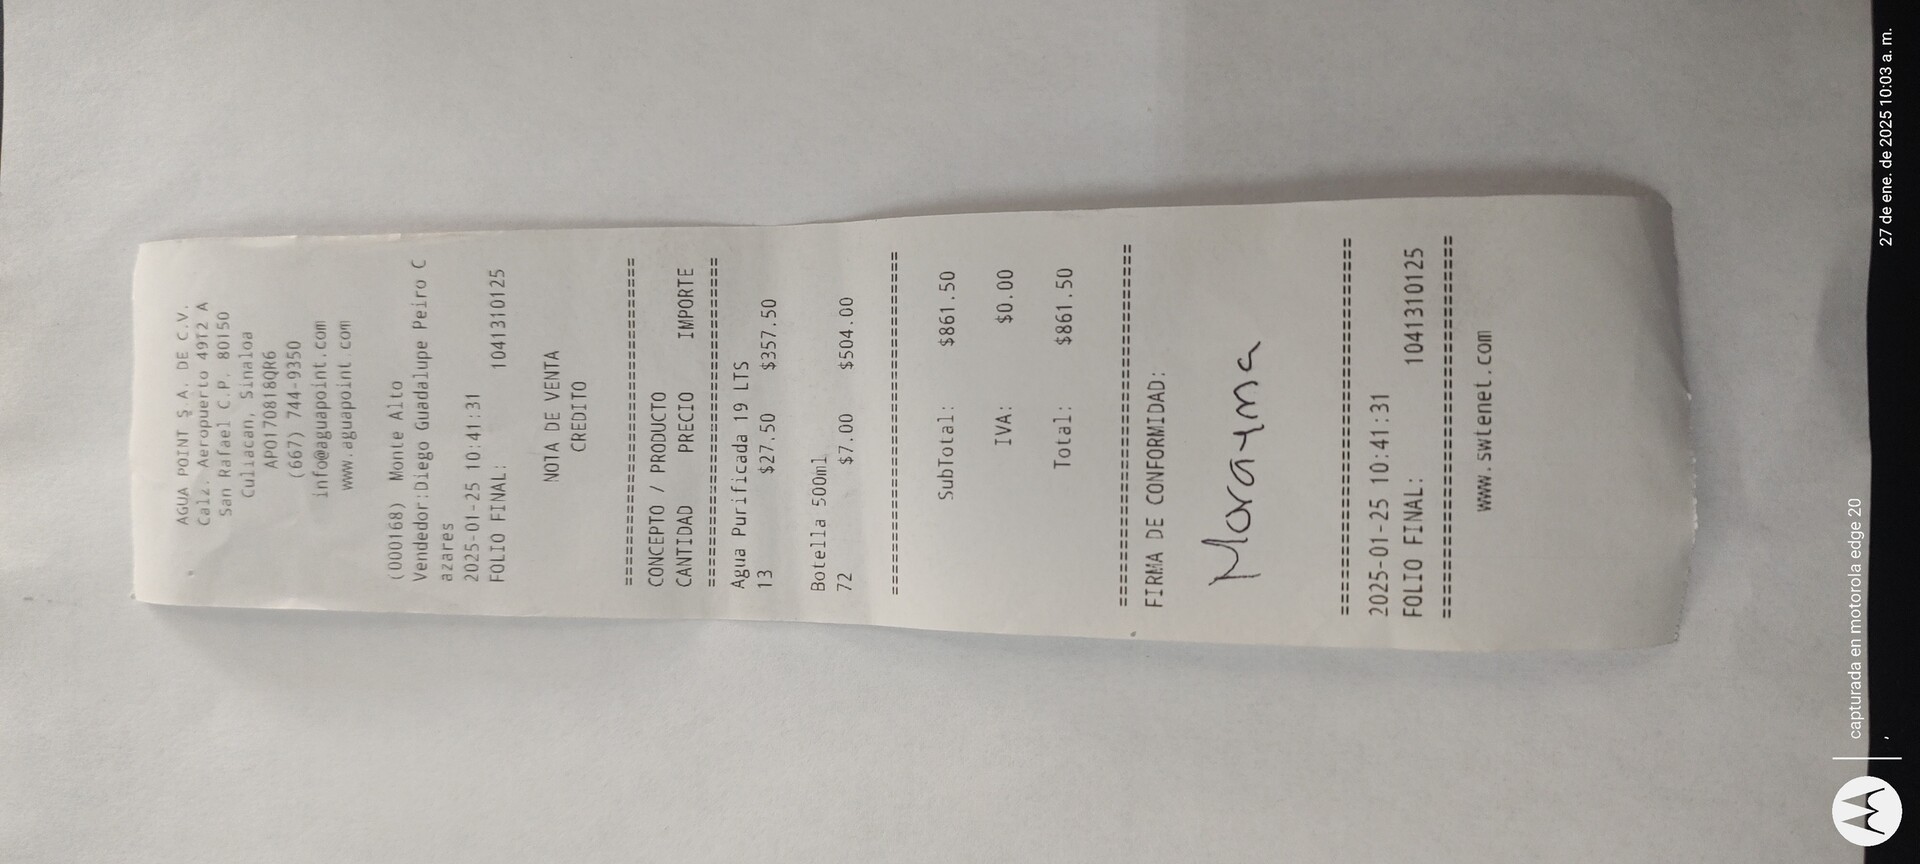 AGUA POINT S.A. DE C.V.
Calz. Aeropuerto 49T2 A
San Rafael C.P. 80150
Culiacan, Sinaloa
APO170818QR6
(667) 744-9350
info@aguapoint.com
www.aguapoint.com
(000168) Monte Alto
Vendedor:Diego Guadalupe Peiro C
azares
2025-01-25 10:41:31
FOLIO FINAL: 1041310125
NOTA DE VENTA
CREDITO
================================
CONCEPTO / PRODUCTO
CANTIDAD PRECIO IMPORTE
================================
Agua Purificada 19 LTS
13 $27.50 $357.50
Botella 500ml
72 $7.00 $504.00
================================
SubTotal: $861.50
IVA: $0.00
Total: $861.50
================================
FIRMA DE CONFORMIDAD:
Morayma
================================
2025-01-25 10:41:31
FOLIO FINAL: 1041310125
================================
www.swtenet.com
capturada en motorola edge 20
27 de ene. de 2025 10:03 a. m.